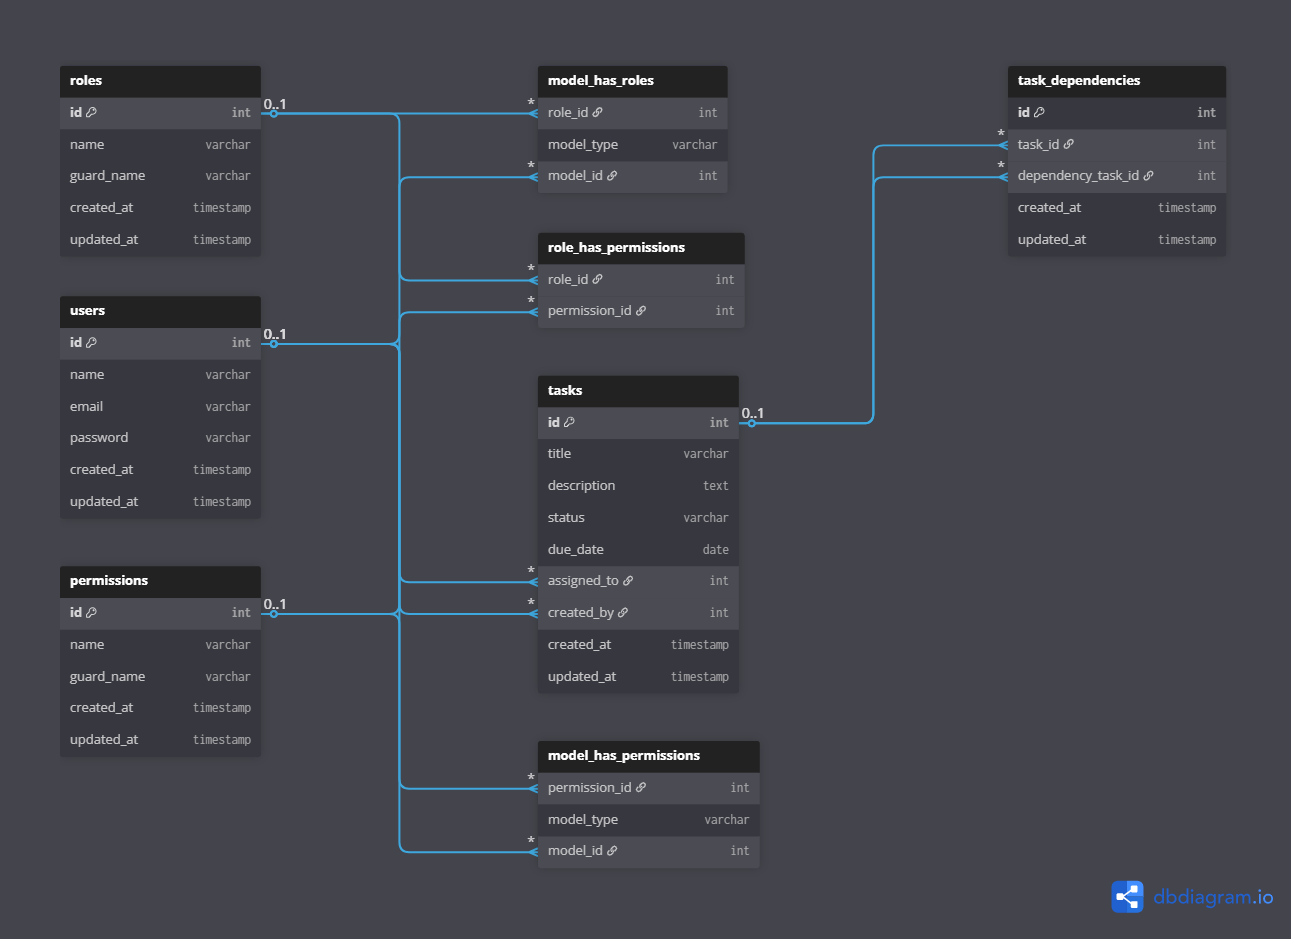 roles
id int
name varchar
guard_name varchar
created_at timestamp
updated_at timestamp
0..1
users
id int
name varchar
email varchar
password varchar
created_at timestamp
updated_at timestamp
0..1
permissions
id int
name varchar
guard_name varchar
created_at timestamp
updated_at timestamp
0..1
model_has_roles
* role_id int
model_type varchar
* model_id int
role_has_permissions
* role_id int
* permission_id int
tasks
id int
0..1
title varchar
description text
status varchar
due_date date
* assigned_to int
* created_by int
created_at timestamp
updated_at timestamp
model_has_permissions
* permission_id int
model_type varchar
* model_id int
task_dependencies
id int
* task_id int
* dependency_task_id int
created_at timestamp
updated_at timestamp
dbdiagram.io